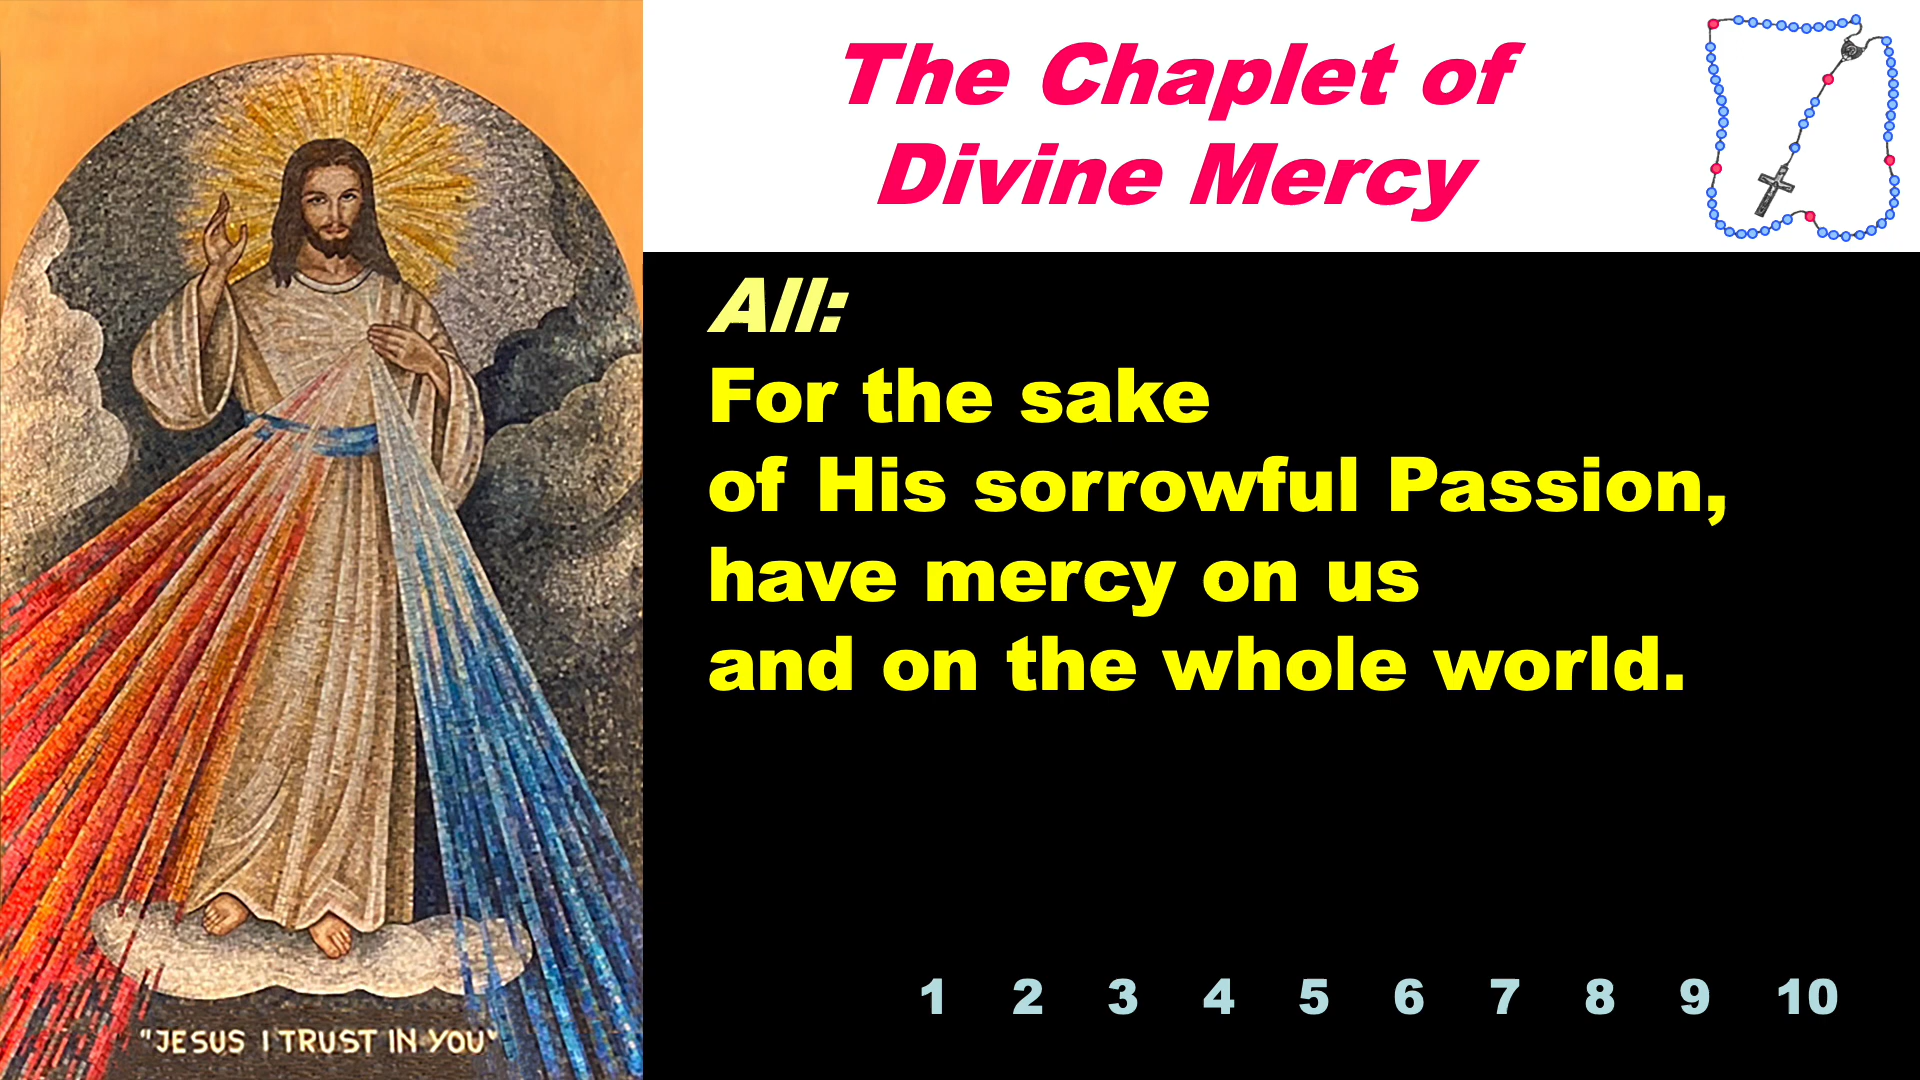 The Chaplet of
Divine Mercy
All:
For the sake
of His sorrowful Passion,
have mercy on us
and on the whole world.
1 2 3 4 5 6 7 8 9 10
"JESUS I TRUST IN YOU"